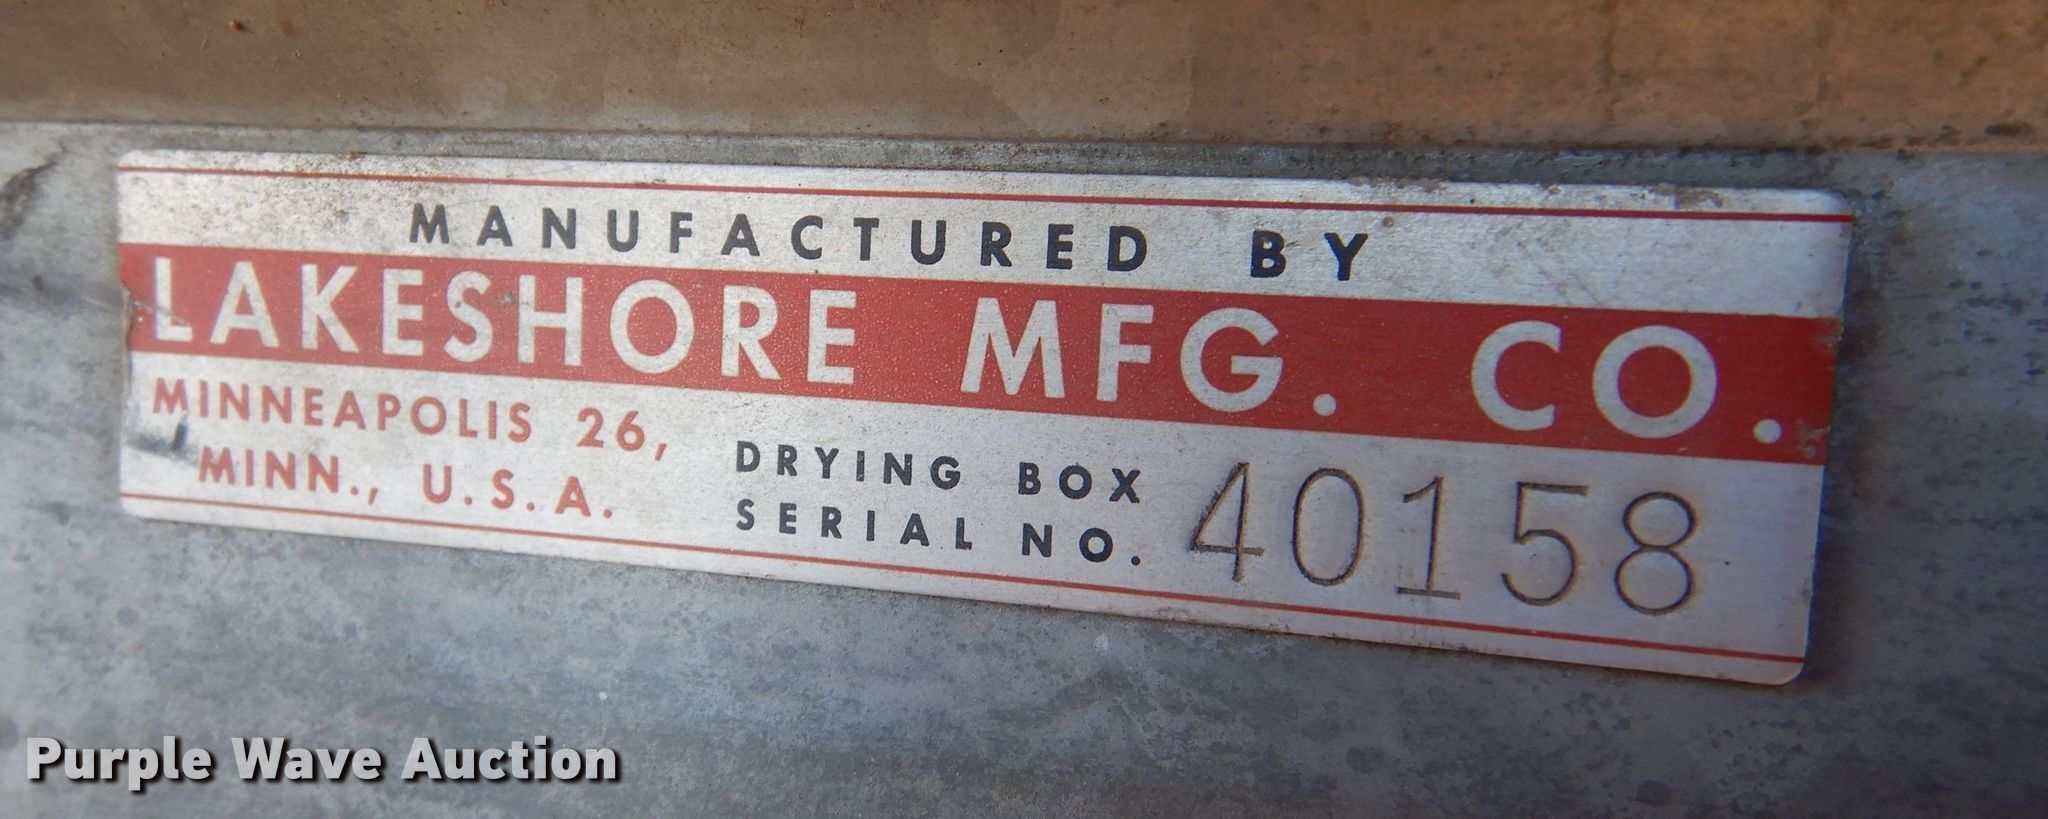 MANUFACTURED BY
LAKESHORE MFG. CO.
MINNEAPOLIS 26,
MINN., U.S.A.
DRYING BOX
SERIAL NO. 40158
Purple Wave Auction